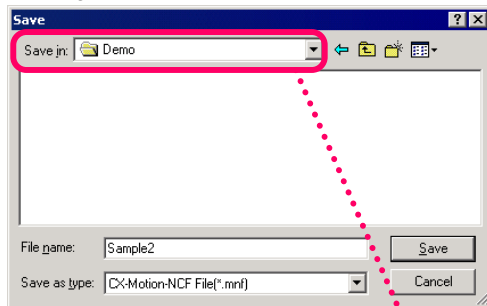 Save
Save in: Demo
File name: Sample2 Save
Save as type: CX-Motion-NCF File(*.mnf) Cancel